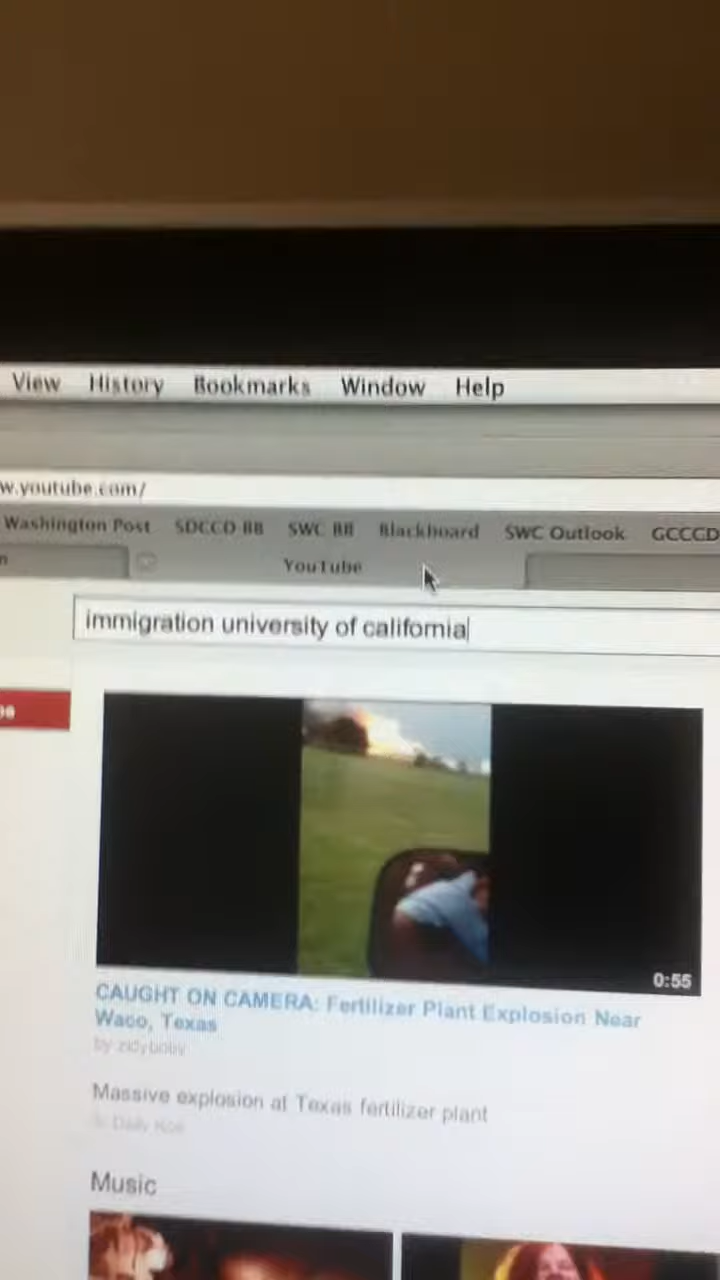 View History Bookmarks Window Help
w.youtube.com/
Washington Post SDCCD BB SWC BB Blackboard SWC Outlook GCCCD
n YouTube
immigration university of california
0:55
CAUGHT ON CAMERA: Fertilizer Plant Explosion Near
Waco, Texas
by zidyboby
Massive explosion at Texas fertilizer plant
Music